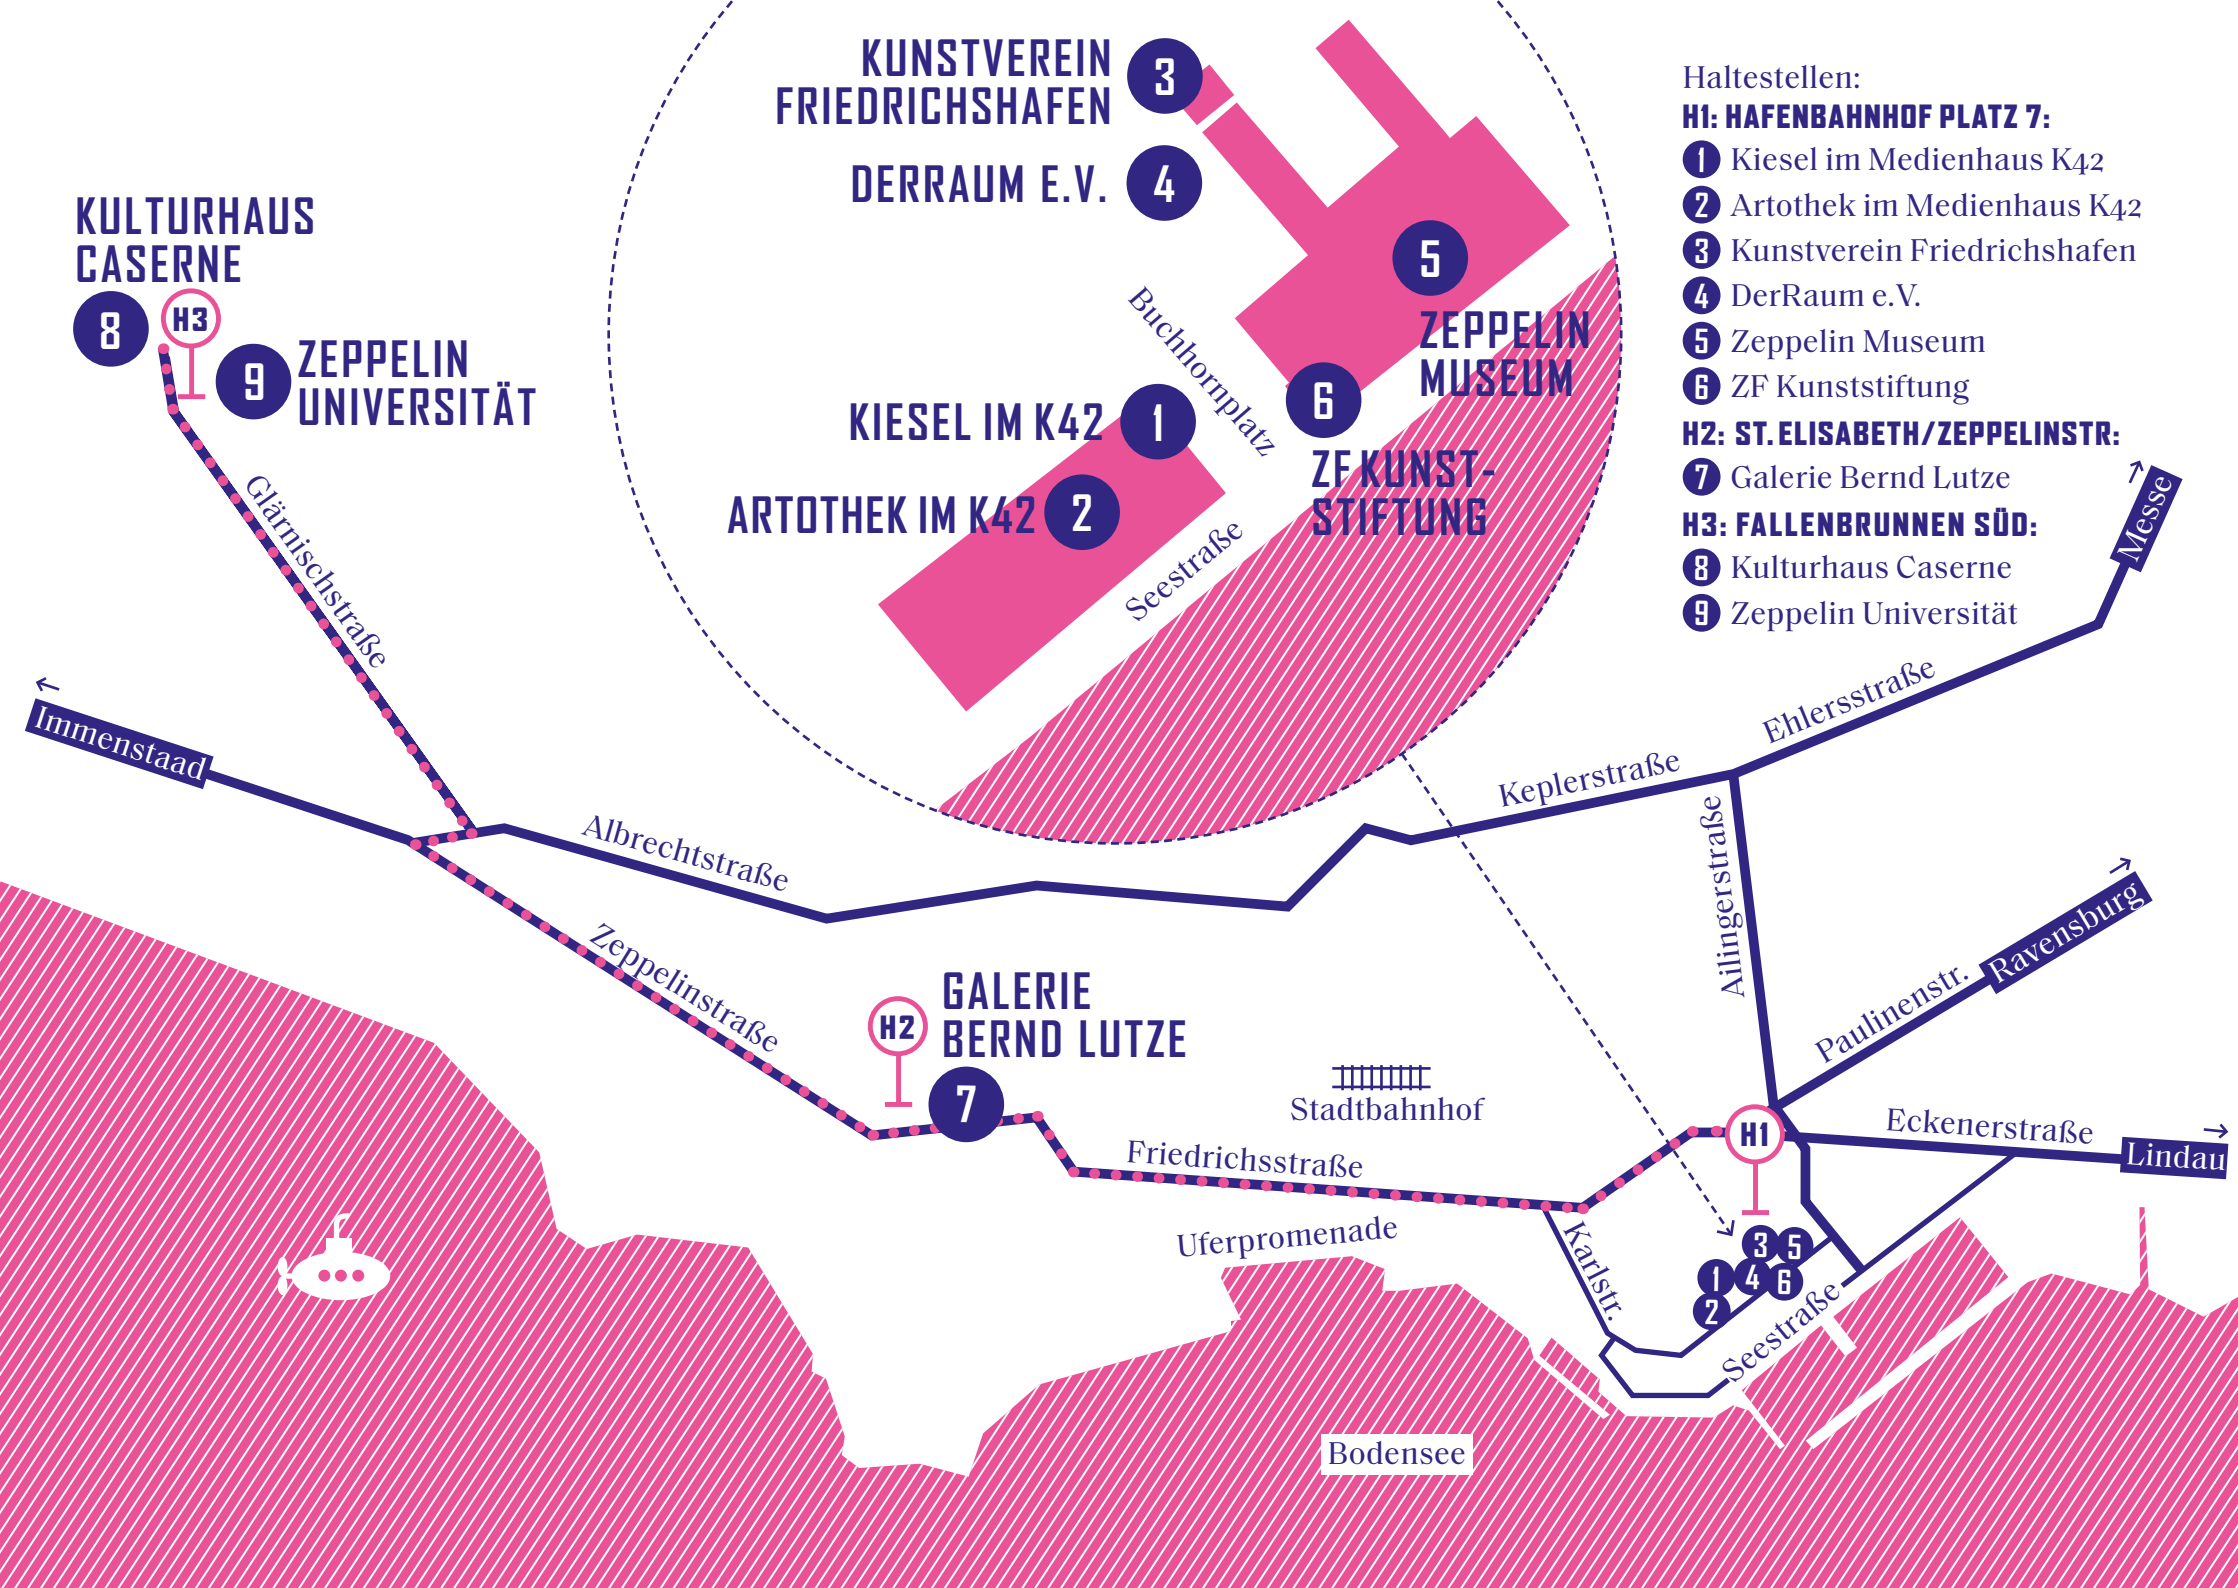 KUNSTVEREIN
FRIEDRICHSHAFEN
3
DERRAUM E.V.
4
5
ZEPPELIN
MUSEUM
Buchhornplatz
6
ZF KUNST-
STIFTUNG
KIESEL IM K42
1
ARTOTHEK IM K42
2
Seestraße
Haltestellen:
H1: HAFENBAHNHOF PLATZ 7:
1 Kiesel im Medienhaus K42
2 Artothek im Medienhaus K42
3 Kunstverein Friedrichshafen
4 DerRaum e.V.
5 Zeppelin Museum
6 ZF Kunststiftung
H2: ST. ELISABETH/ZEPPELINSTR:
7 Galerie Bernd Lutze
H3: FALLENBRUNNEN SÜD:
8 Kulturhaus Caserne
9 Zeppelin Universität
KULTURHAUS
CASERNE
8
H3
9
ZEPPELIN
UNIVERSITÄT
Glärnischstraße
← Immenstaad
Albrechtstraße
Zeppelinstraße
H2
GALERIE
BERND LUTZE
7
Keplerstraße
Ehlersstraße
Messe →
Ailingerstraße
Paulinenstr.
Ravensburg →
Stadtbahnhof
Friedrichsstraße
Uferpromenade
H1
Eckenerstraße
Lindau →
Karlstr.
3 5
1 4 6
2
Seestraße
Bodensee